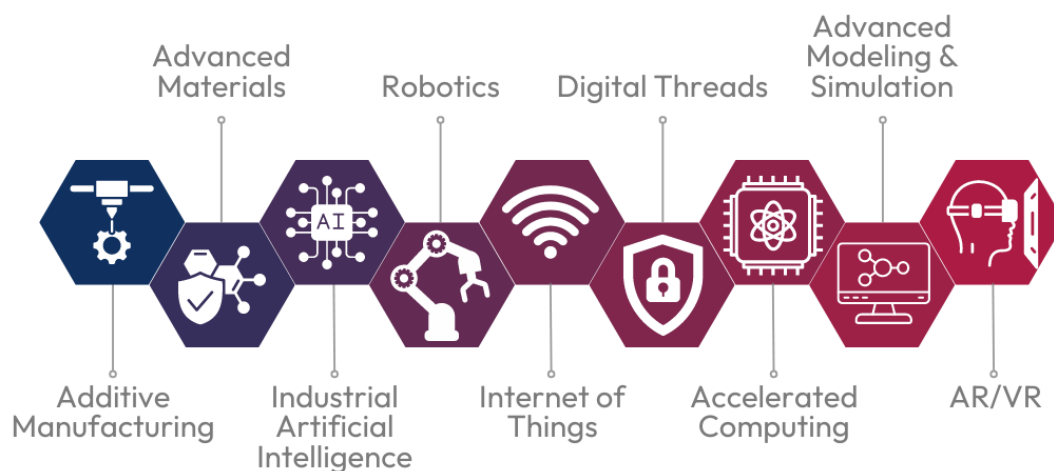 Advanced
Materials
Robotics
Digital Threads
Advanced
Modeling &
Simulation
AI
Additive
Manufacturing
Industrial
Artificial
Intelligence
Internet of
Things
Accelerated
Computing
AR/VR